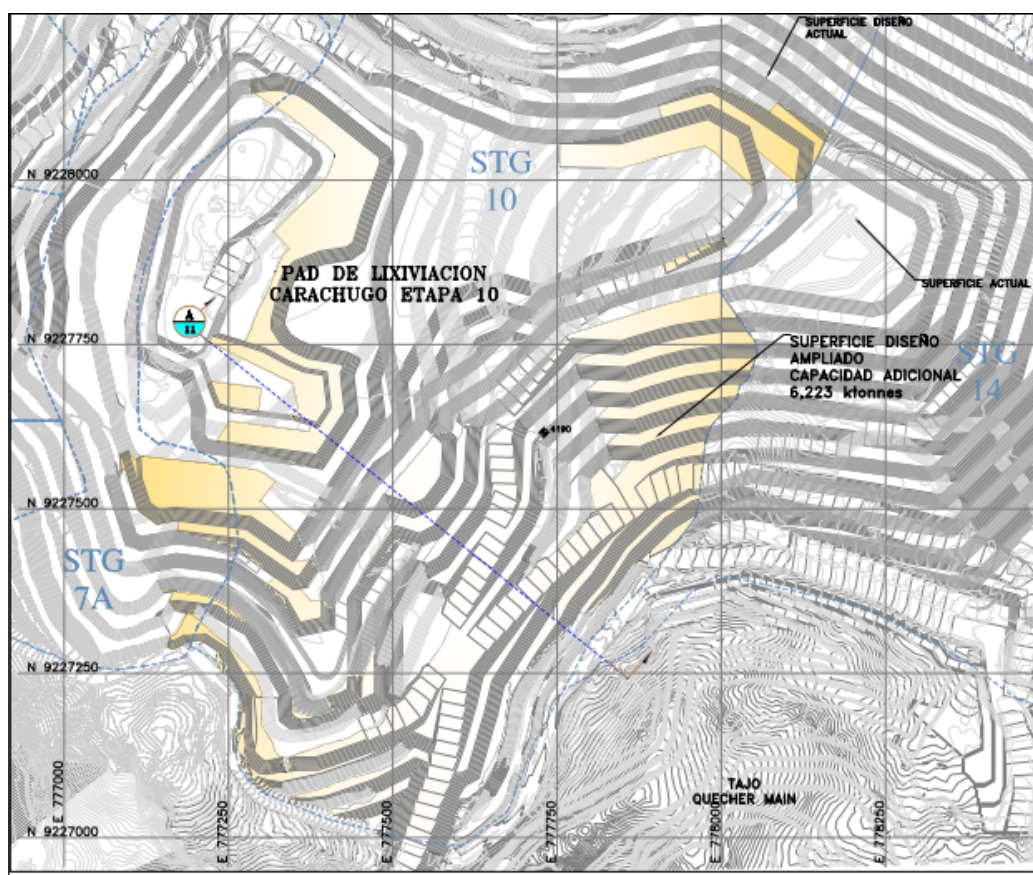 SUPERFICIE DISEÑO
ACTUAL
STG
10
N 9228000
PAD DE LIXIVIACION
CARACHUGO ETAPA 10
SUPERFICIE ACTUAL
A
11
N 9227750
SUPERFICIE DISEÑO
AMPLIADO
CAPACIDAD ADICIONAL
6,223 ktonnes
STG
14
4190
N 9227500
STG
7A
N 9227250
TAJO
QUECHER MAIN
N 9227000
E 777000
E 777250
E 777500
E 777750
E 778000
E 778250